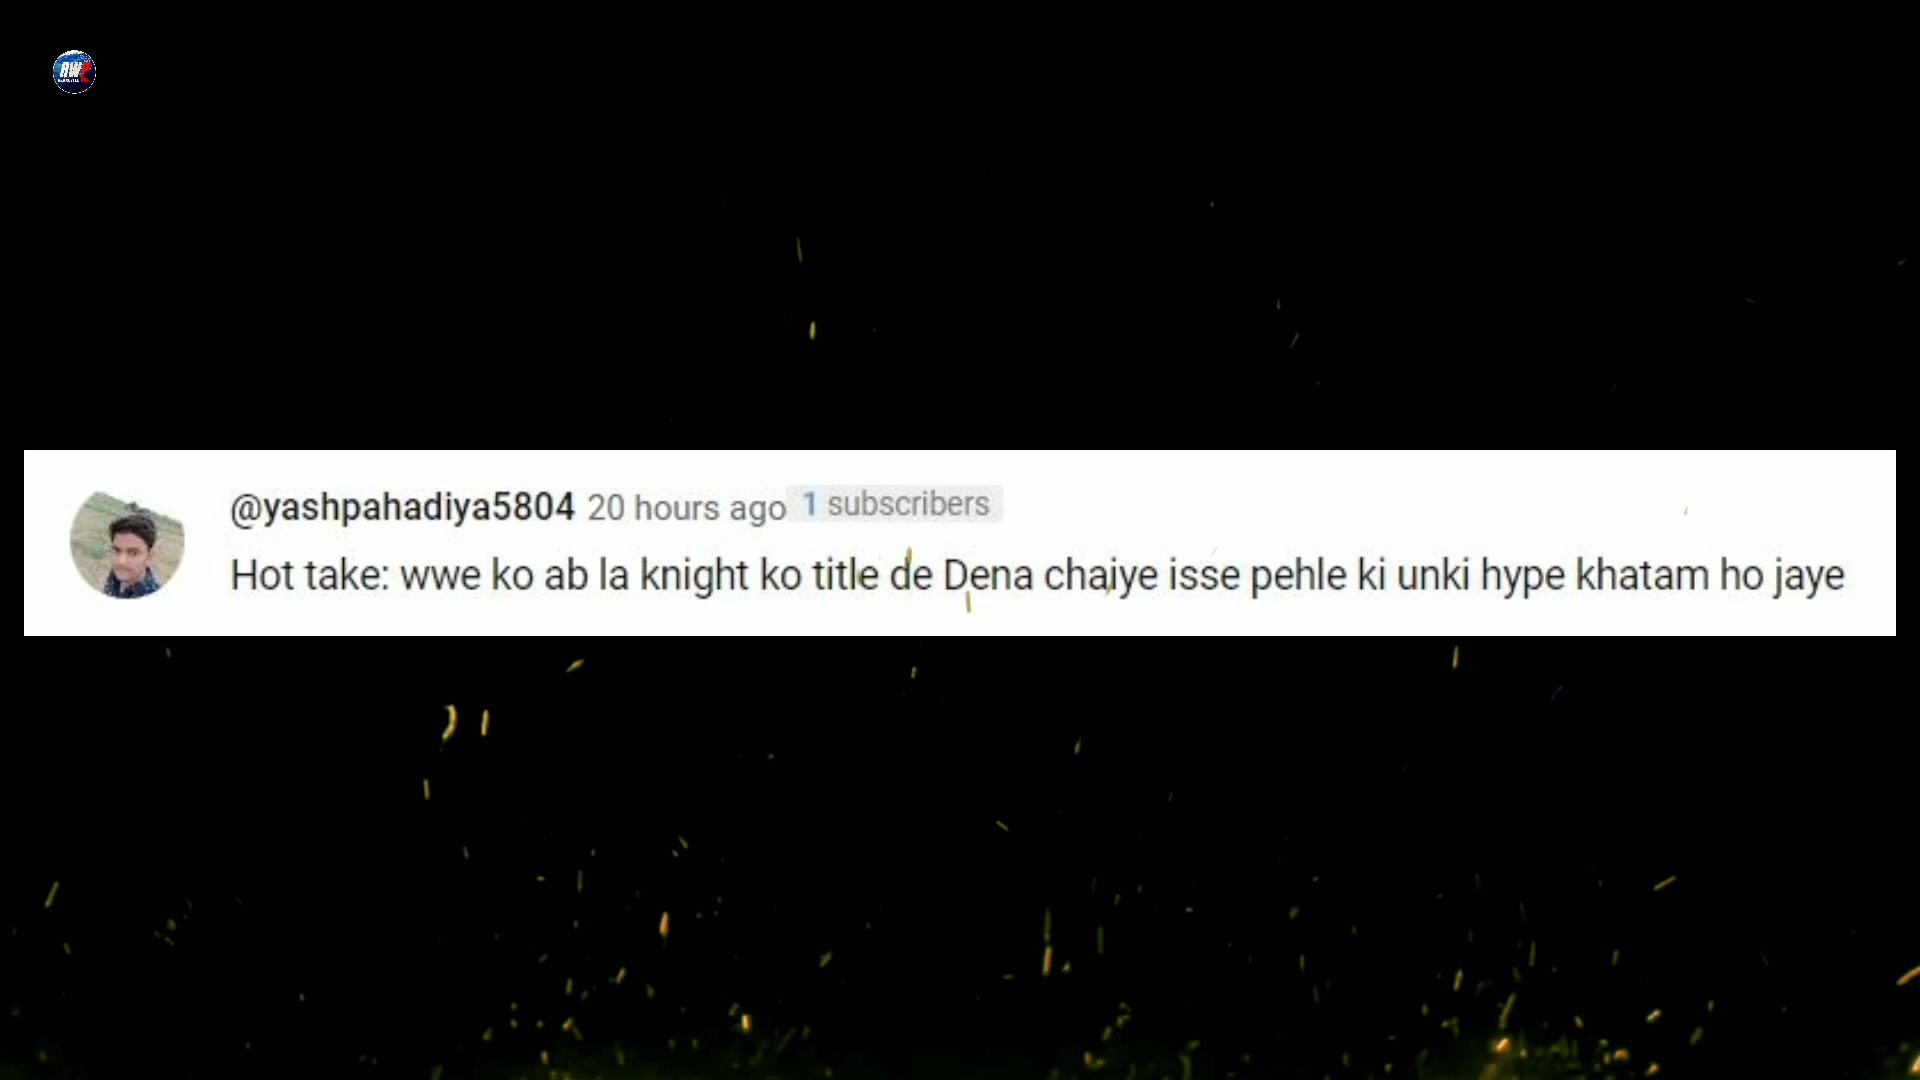 @yashpahadiya5804 20 hours ago 1 subscribers
Hot take: wwe ko ab la knight ko title de Dena chaiye isse pehle ki unki hype khatam ho jaye